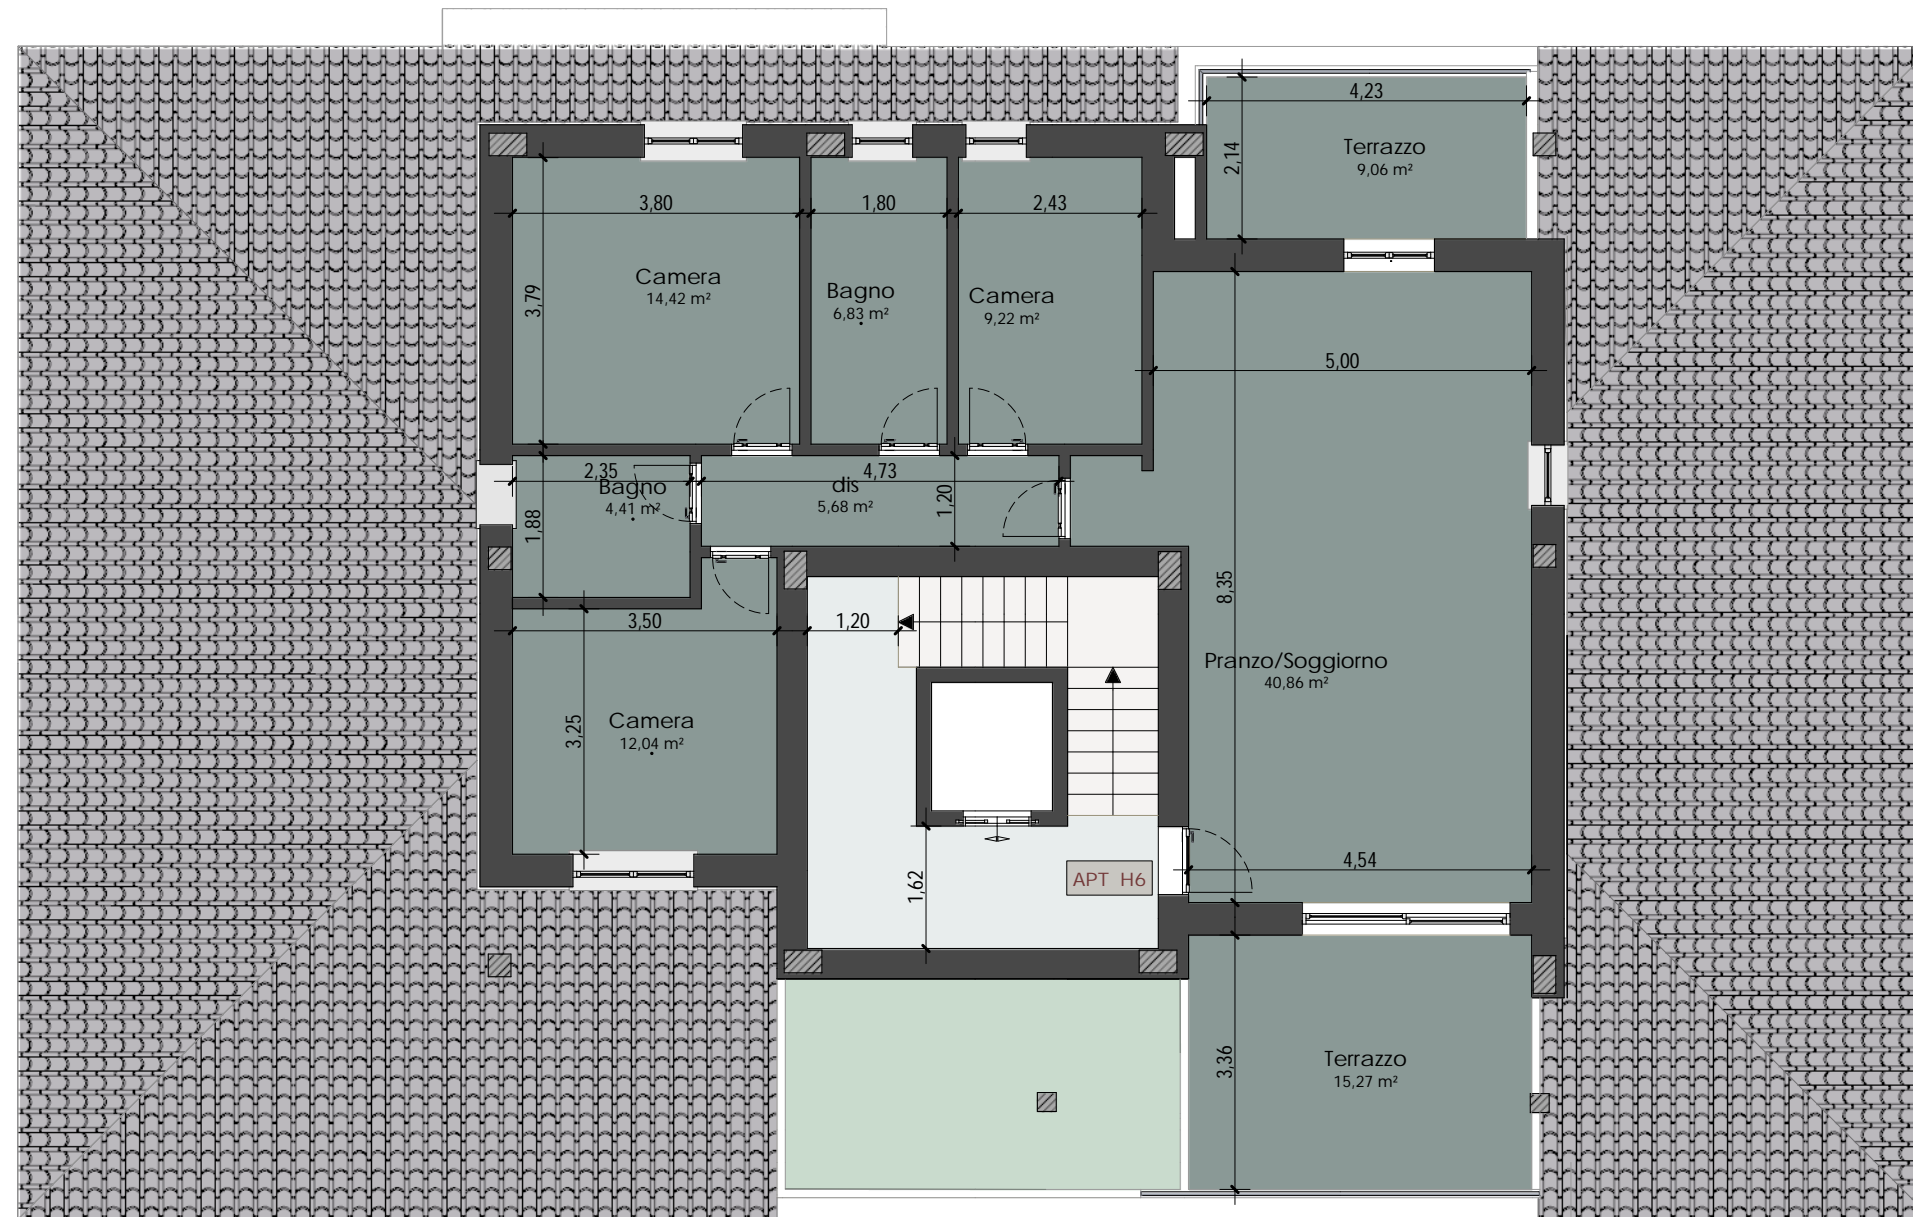 4,23
Terrazzo
9,06 m²
2,14
3,80
1,80
2,43
Camera
14,42 m²
3,79
Bagno
6,83 m²
Camera
9,22 m²
5,00
2,35
Bagno
4,41 m²
1,88
4,73
dis
5,68 m²
1,20
8,35
3,50
1,20
Pranzo/Soggiorno
40,86 m²
Camera
12,04 m²
3,25
4,54
APT H6
1,62
Terrazzo
15,27 m²
3,36